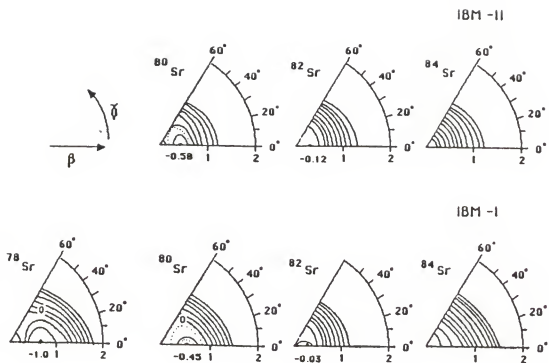 IBM-II
80Sr 60° 40° 20° 0° -0.58 1 2
82Sr 60° 40° 20° 0° -0.12 1 2
84Sr 60° 40° 20° 0° 1 2
γ
β
IBM-I
78Sr 60° 40° 20° 0° 0 -1.0 1 2
80Sr 60° 40° 20° 0° 0 -0.45 1 2
82Sr 60° 40° 20° 0° -0.03 1 2
84Sr 60° 40° 20° 0° 1 2